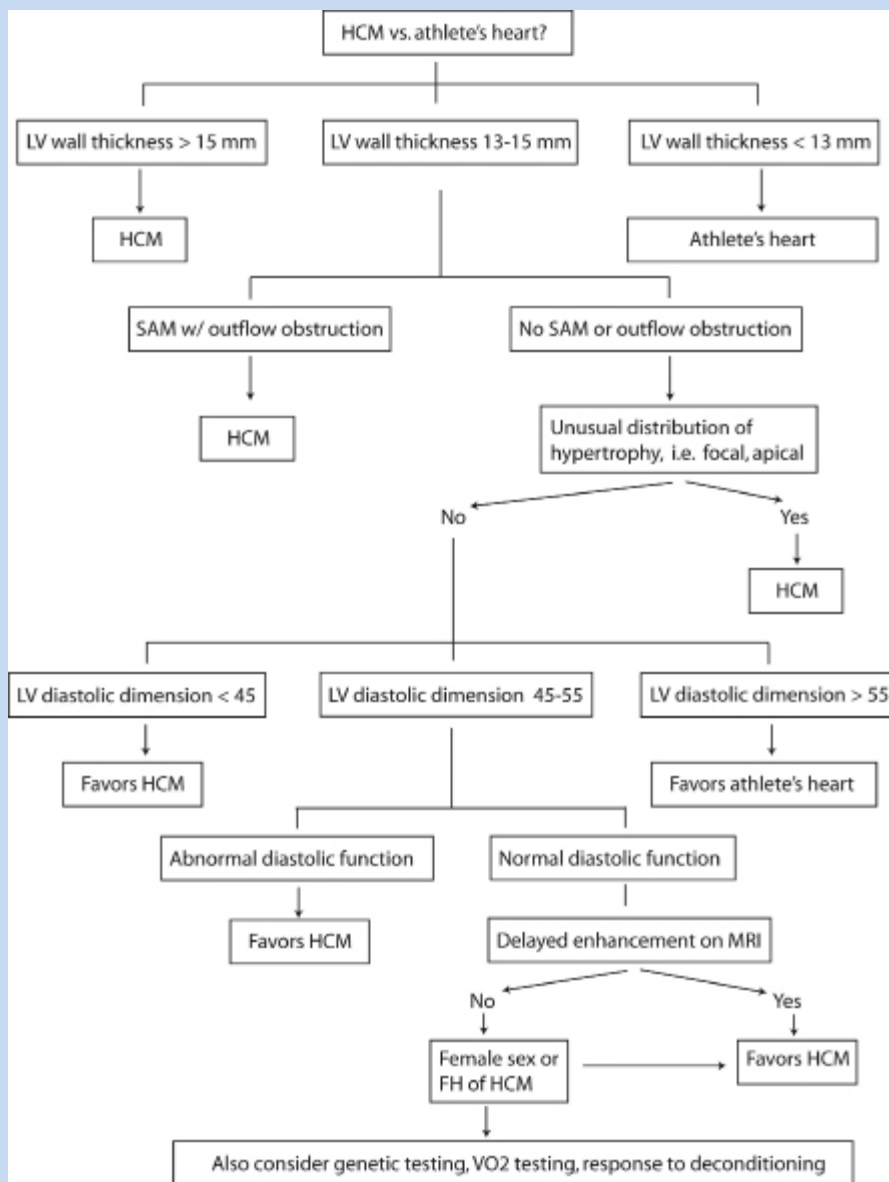 HCM vs. athlete's heart?
LV wall thickness > 15 mm
LV wall thickness 13-15 mm
LV wall thickness < 13 mm
HCM
Athlete's heart
SAM w/ outflow obstruction
No SAM or outflow obstruction
HCM
Unusual distribution of
hypertrophy, i.e. focal, apical
No
Yes
HCM
LV diastolic dimension < 45
LV diastolic dimension 45-55
LV diastolic dimension > 55
Favors HCM
Favors athlete's heart
Abnormal diastolic function
Normal diastolic function
Favors HCM
Delayed enhancement on MRI
No
Yes
Female sex or
FH of HCM
Favors HCM
Also consider genetic testing, VO2 testing, response to deconditioning